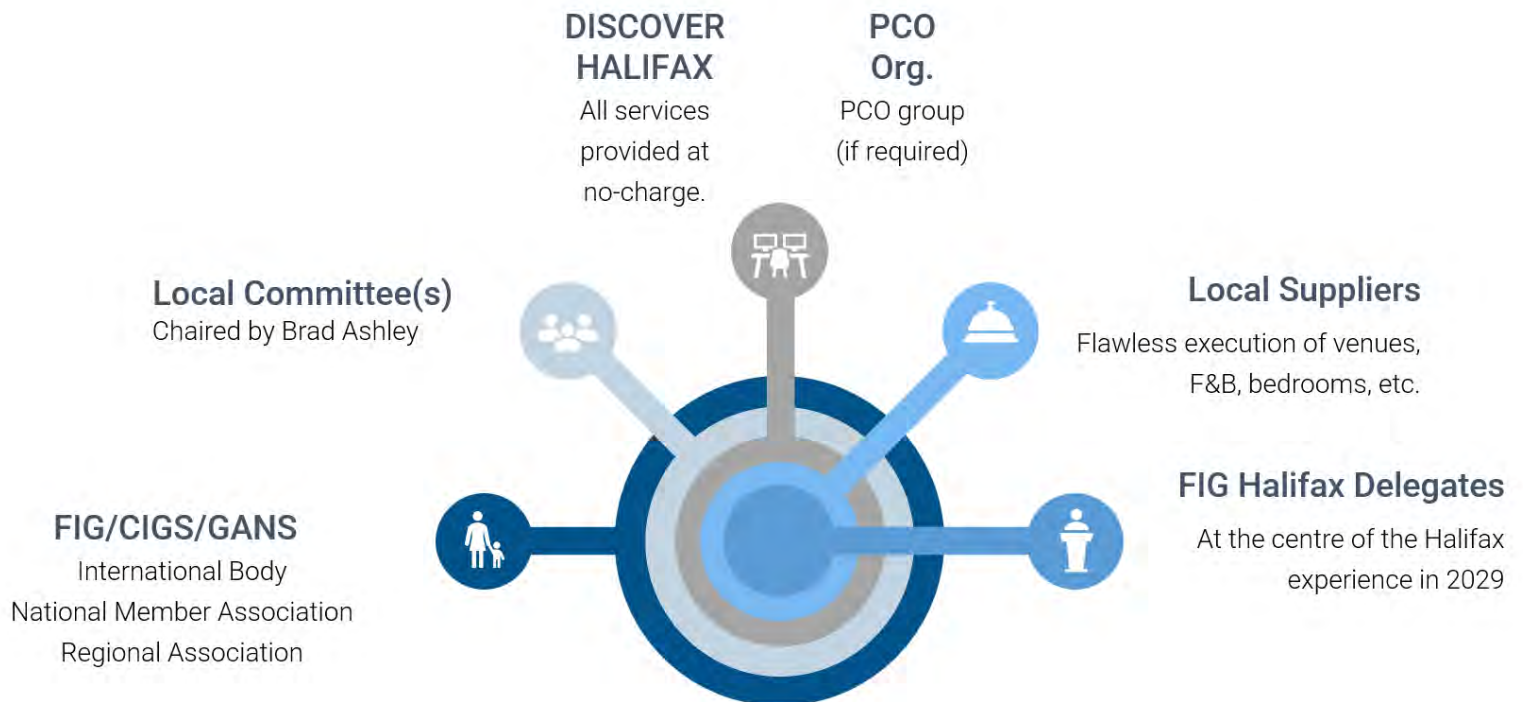 DISCOVER
HALIFAX
All services
provided at
no-charge.
PCO
Org.
PCO group
(if required)
Local Committee(s)
Chaired by Brad Ashley
Local Suppliers
Flawless execution of venues,
F&B, bedrooms, etc.
FIG/CIGS/GANS
International Body
National Member Association
Regional Association
FIG Halifax Delegates
At the centre of the Halifax
experience in 2029